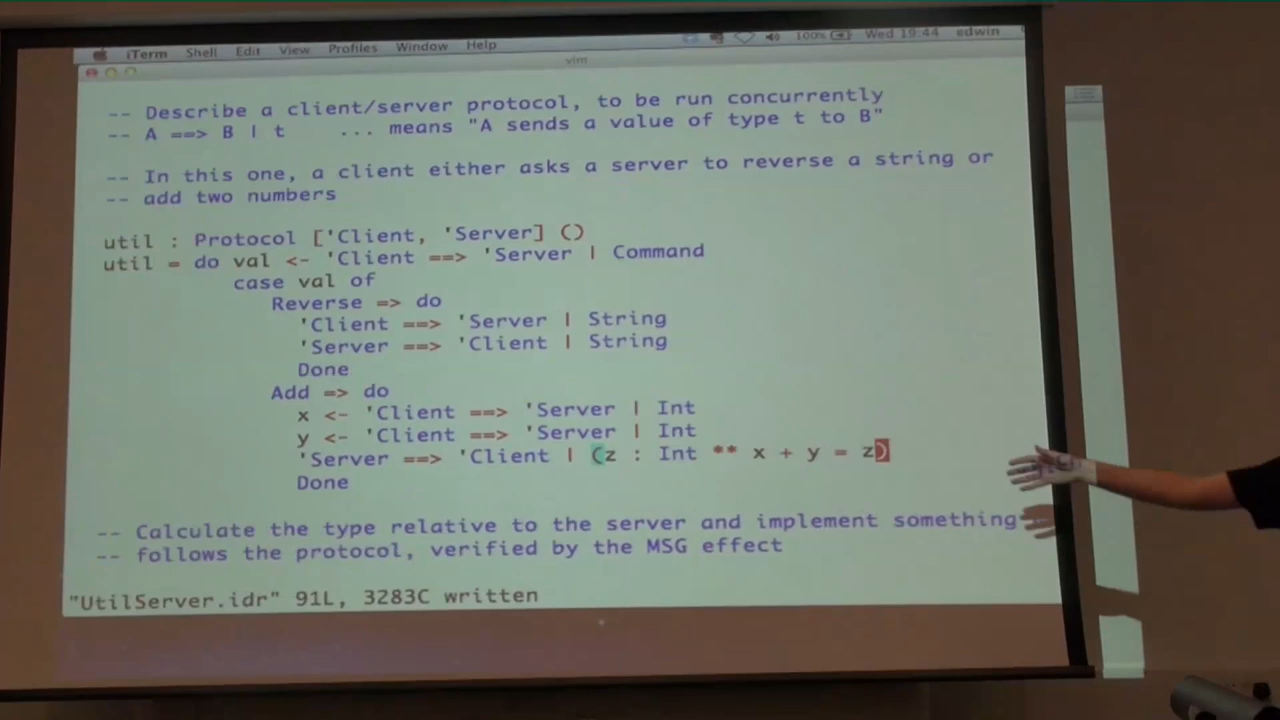 iTerm Shell Edit View Profiles Window Help 100% Wed 19:44 edwin
vim
-- Describe a client/server protocol, to be run concurrently
-- A ==> B | t ... means "A sends a value of type t to B"
-- In this one, a client either asks a server to reverse a string or
-- add two numbers
util : Protocol ['Client, 'Server] ()
util = do val <- 'Client ==> 'Server | Command
case val of
Reverse => do
'Client ==> 'Server | String
'Server ==> 'Client | String
Done
Add => do
x <- 'Client ==> 'Server | Int
y <- 'Client ==> 'Server | Int
'Server ==> 'Client | (z : Int ** x + y = z)
Done
-- Calculate the type relative to the server and implement something
-- follows the protocol, verified by the MSG effect
"UtilServer.idr" 91L, 3283C written